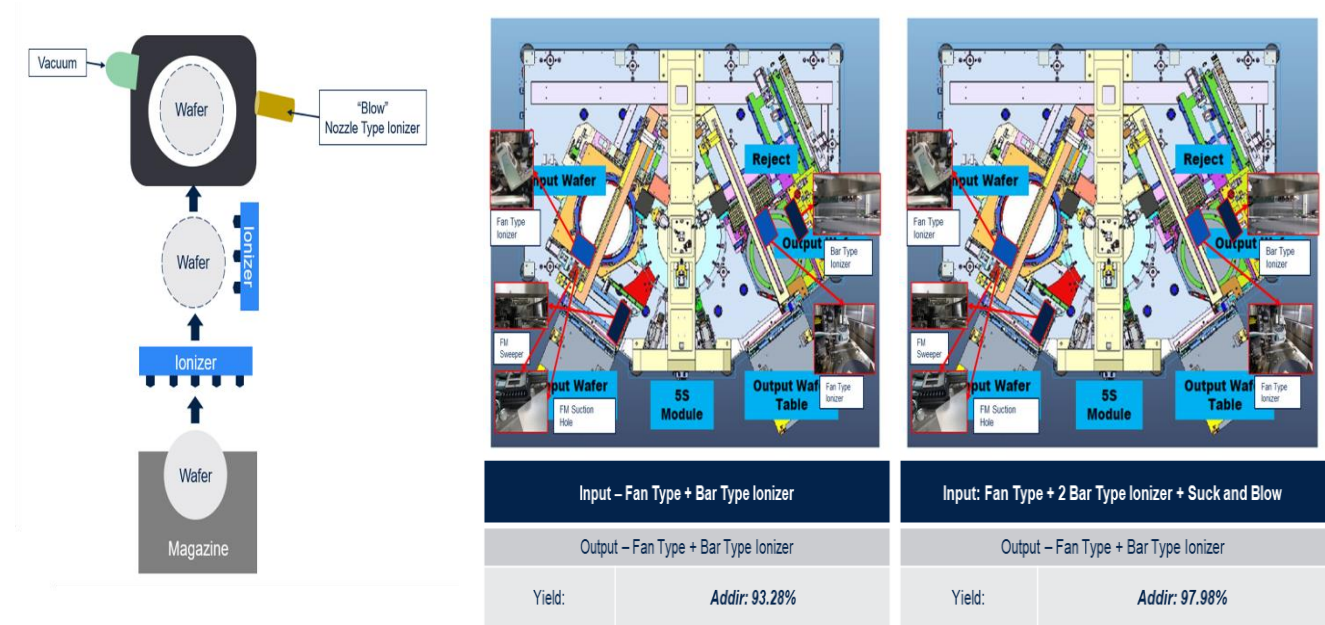 Vacuum
Wafer
“Blow”
Nozzle Type Ionizer
Wafer
Ionizer
Ionizer
Wafer
Magazine
Input Wafer
Reject
Fan Type
Ionizer
Output Wafer
Bar Type
Ionizer
FM
Sweeper
Input Wafer
FM Suction
Hole
5S
Module
Output Wafer
Table
Fan Type
Ionizer
Input – Fan Type + Bar Type Ionizer
Output – Fan Type + Bar Type Ionizer
Yield:
Addir: 93.28%
Input Wafer
Reject
Fan Type
Ionizer
Output Wafer
Bar Type
Ionizer
FM
Sweeper
Input Wafer
FM Suction
Hole
5S
Module
Output Wafer
Table
Fan Type
Ionizer
Input: Fan Type + 2 Bar Type Ionizer + Suck and Blow
Output – Fan Type + Bar Type Ionizer
Yield:
Addir: 97.98%